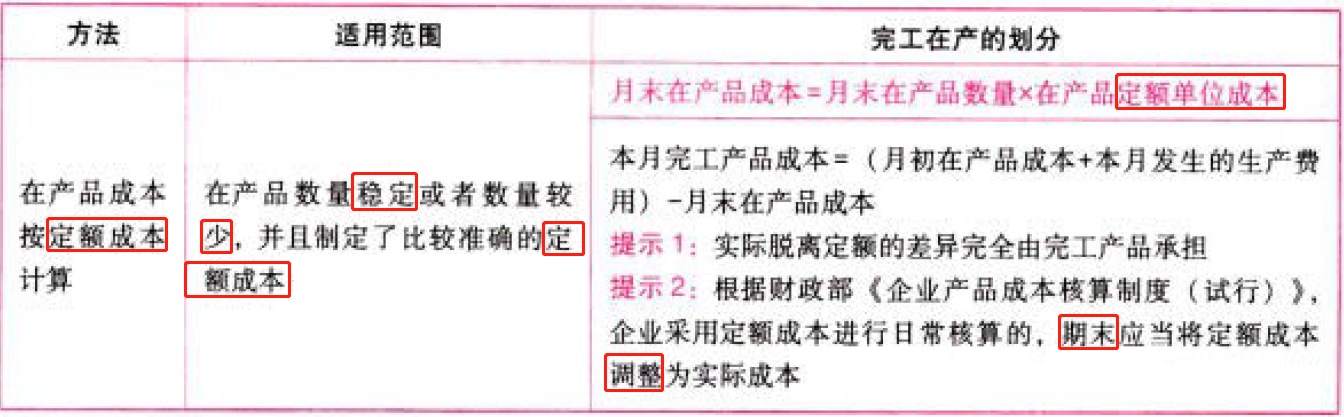 方法
适用范围
完工在产的划分
在产品成本
按定额成本
计算
在产品数量稳定或者数量较
少，并且制定了比较准确的定
额成本
月末在产品成本=月末在产品数量×在产品定额单位成本
本月完工产品成本=（月初在产品成本+本月发生的生产费
用）-月末在产品成本
提示1：实际脱离定额的差异完全由完工产品承担
提示2：根据财政部《企业产品成本核算制度（试行）》，
企业采用定额成本进行日常核算的，期末应当将定额成本
调整为实际成本